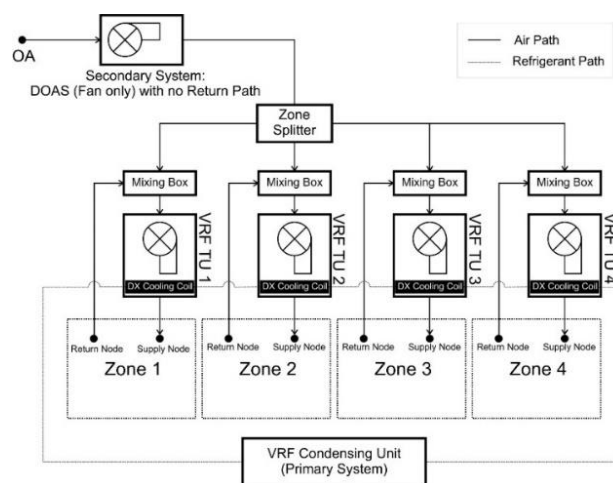 OA
Secondary System:
DOAS (Fan only) with no Return Path
Air Path
Refrigerant Path
Zone
Splitter
Mixing Box
Mixing Box
Mixing Box
Mixing Box
VRF TU 1
VRF TU 2
VRF TU 3
VRF TU 4
DX Cooling Coil
DX Cooling Coil
DX Cooling Coil
DX Cooling Coil
Return Node
Supply Node
Return Node
Supply Node
Return Node
Supply Node
Return Node
Supply Node
Zone 1
Zone 2
Zone 3
Zone 4
VRF Condensing Unit
(Primary System)